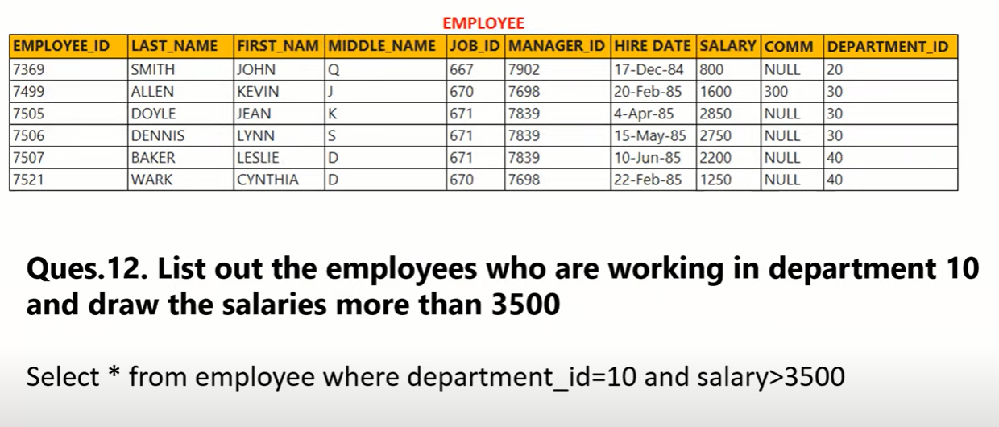 EMPLOYEE
EMPLOYEE_ID LAST_NAME FIRST_NAM MIDDLE_NAME JOB_ID MANAGER_ID HIRE DATE SALARY COMM DEPARTMENT_ID
7369 SMITH JOHN Q 667 7902 17-Dec-84 800 NULL 20
7499 ALLEN KEVIN J 670 7698 20-Feb-85 1600 300 30
7505 DOYLE JEAN K 671 7839 4-Apr-85 2850 NULL 30
7506 DENNIS LYNN S 671 7839 15-May-85 2750 NULL 30
7507 BAKER LESLIE D 671 7839 10-Jun-85 2200 NULL 40
7521 WARK CYNTHIA D 670 7698 22-Feb-85 1250 NULL 40
Ques.12. List out the employees who are working in department 10
and draw the salaries more than 3500
Select * from employee where department_id=10 and salary>3500